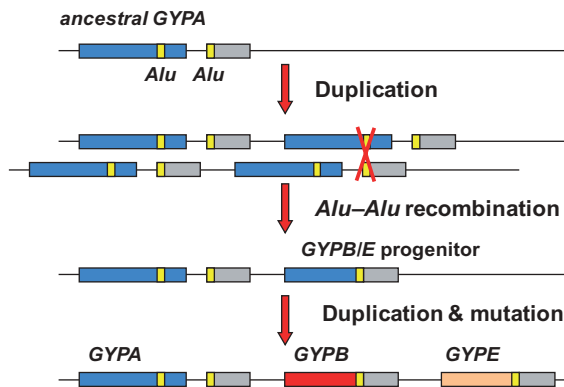 ancestral GYPA
Alu Alu
Duplication
Alu–Alu recombination
GYPB/E progenitor
Duplication & mutation
GYPA GYPB GYPE